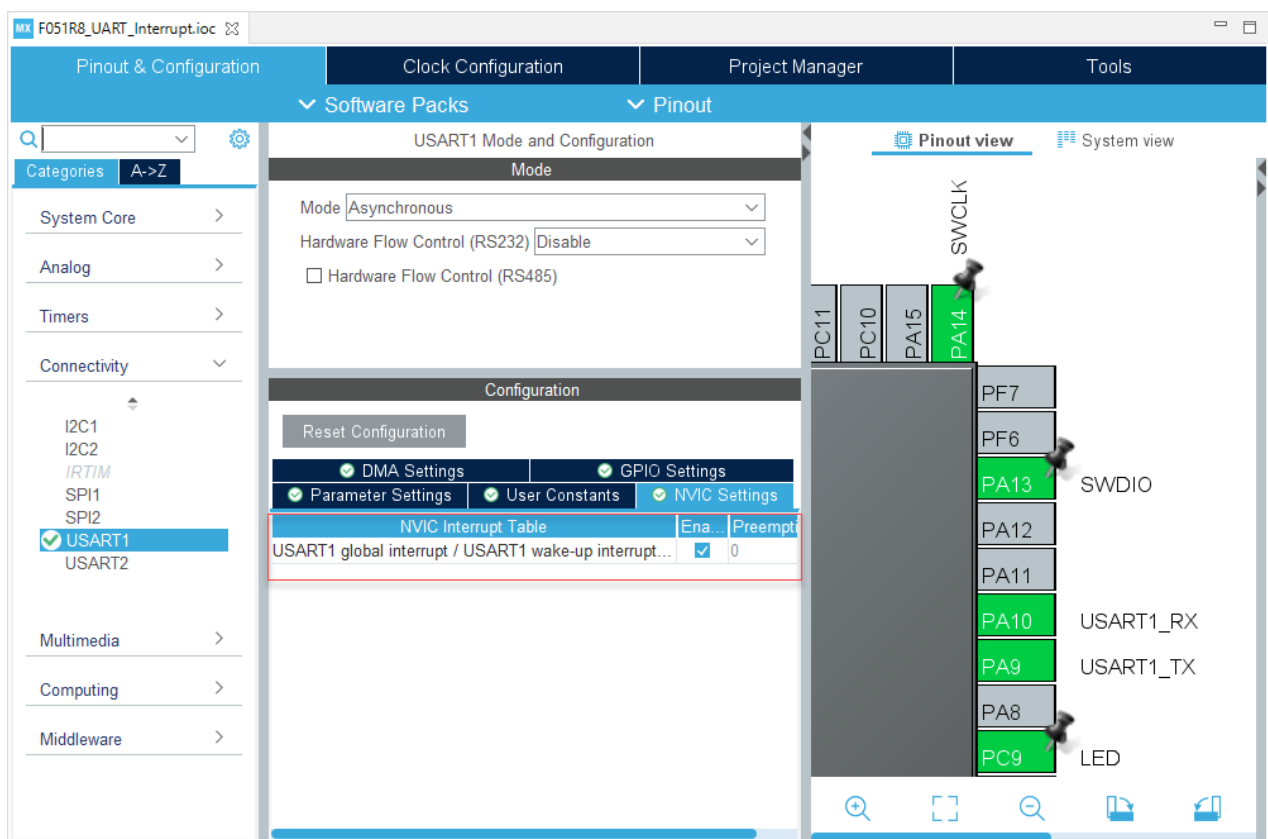 MX F051R8_UART_Interrupt.ioc
Pinout & Configuration Clock Configuration Project Manager Tools
Software Packs Pinout
Categories A->Z
System Core
Analog
Timers
Connectivity
I2C1
I2C2
IRTIM
SPI1
SPI2
USART1
USART2
Multimedia
Computing
Middleware
USART1 Mode and Configuration
Mode
Mode Asynchronous
Hardware Flow Control (RS232) Disable
Hardware Flow Control (RS485)
Configuration
Reset Configuration
DMA Settings GPIO Settings
Parameter Settings User Constants NVIC Settings
NVIC Interrupt Table Ena... Preempti
USART1 global interrupt / USART1 wake-up interrupt... 0
Pinout view System view
SWCLK
PC11 PC10 PA15 PA14
PF7
PF6
PA13 SWDIO
PA12
PA11
PA10 USART1_RX
PA9 USART1_TX
PA8
PC9 LED